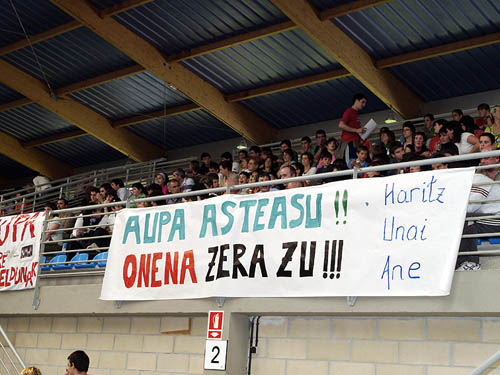 AUPA ASTEASU !!
ONENA ZERA ZU !!!
Haritz
Unai
Ane
2